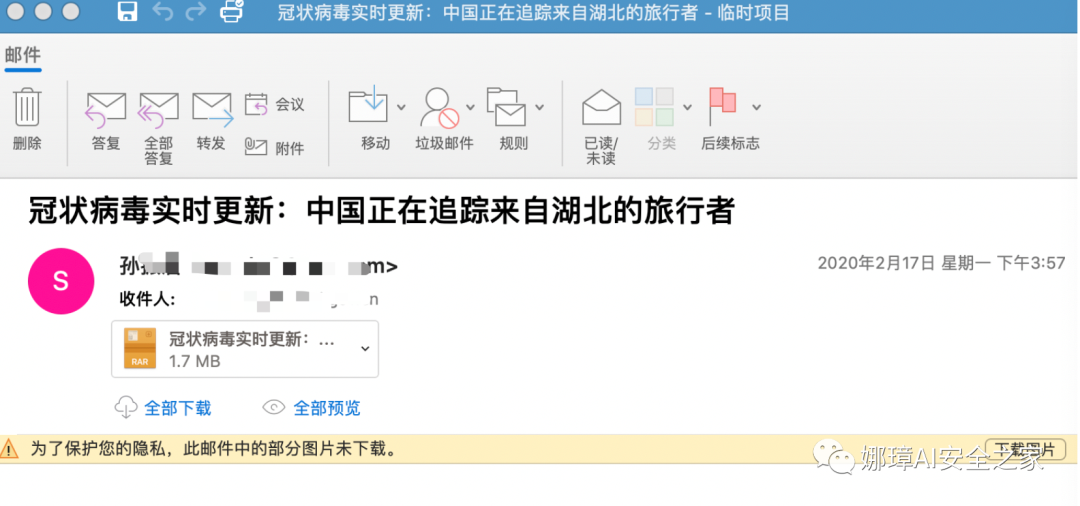 冠状病毒实时更新：中国正在追踪来自湖北的旅行者 - 临时项目
邮件
删除
答复
全部答复
转发
会议
附件
移动
垃圾邮件
规则
已读/未读
分类
后续标志
冠状病毒实时更新：中国正在追踪来自湖北的旅行者
S
孙 m>
2020年2月17日 星期一 下午3:57
收件人: n
RAR
冠状病毒实时更新：...
1.7 MB
全部下载
全部预览
为了保护您的隐私，此邮件中的部分图片未下载。
下载图片
娜璋AI安全之家